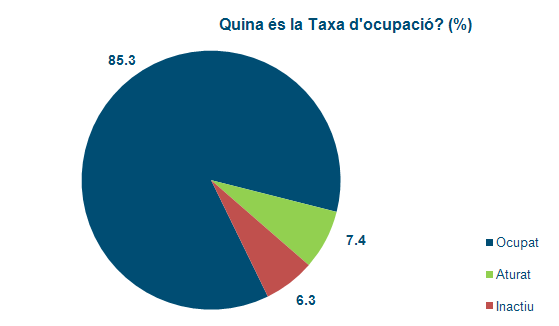 Quina és la Taxa d'ocupació? (%)
85.3
7.4
6.3
Ocupat
Aturat
Inactiu